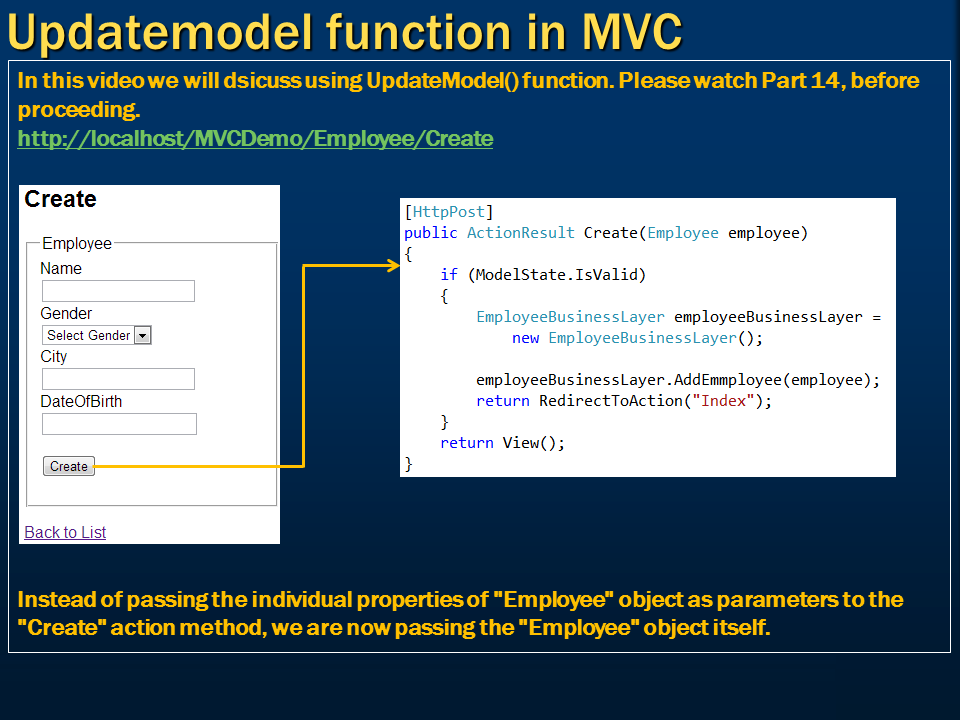 Updatemodel function in MVC
In this video we will dsicuss using UpdateModel() function. Please watch Part 14, before
proceeding.
http://localhost/MVCDemo/Employee/Create
Create
Employee
Name
Gender
Select Gender
City
DateOfBirth
Create
Back to List
[HttpPost]
public ActionResult Create(Employee employee)
{
    if (ModelState.IsValid)
    {
        EmployeeBusinessLayer employeeBusinessLayer =
            new EmployeeBusinessLayer();
        employeeBusinessLayer.AddEmmployee(employee);
        return RedirectToAction("Index");
    }
    return View();
}
Instead of passing the individual properties of "Employee" object as parameters to the
"Create" action method, we are now passing the "Employee" object itself.